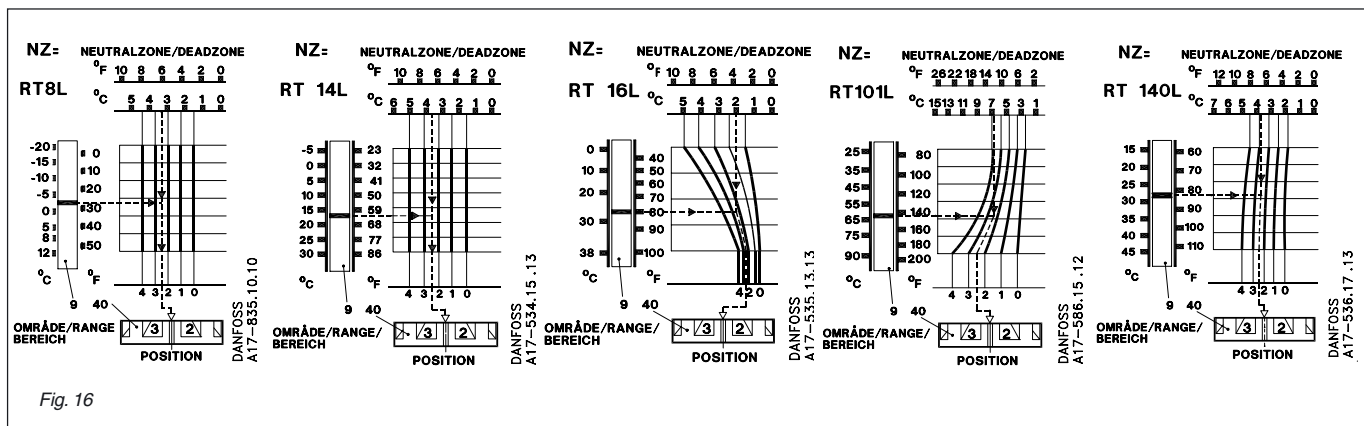 NZ= NEUTRALZONE/DEADZONE
°F
10 8 6 4 2 0
RT8L
°C
5 4 3 2 1 0
-20
-15
-10
-5
0
5
8
12
°C
0
10
20
30
40
50
°F
4 3 2 1 0
9 40
OMRÅDE/RANGE/
BEREICH
3 2
POSITION
DANFOSS
A17-835.10.10
NZ= NEUTRALZONE/DEADZONE
°F
10 8 6 4 2 0
RT 14L
°C
6 5 4 3 2 1 0
-5
0
5
10
15
20
25
30
°C
23
32
41
50
59
68
77
86
°F
4 3 2 1 0
9 40
OMRÅDE/RANGE/
BEREICH
3 2
POSITION
DANFOSS
A17-534.15.13
NZ= NEUTRALZONE/DEADZONE
°F
10 8 6 4 2 0
RT 16L
°C
5 4 3 2 1 0
0
10
20
30
38
°C
40
50
60
70
80
90
100
°F
4 2 0
9 40
OMRÅDE/RANGE/
BEREICH
3 2
POSITION
DANFOSS
A17-535.13.13
NZ= NEUTRALZONE/DEADZONE
°F
26 22 18 14 10 6 2
RT101L
°C
15 13 11 9 7 5 3 1
25
35
45
55
65
75
90
°C
80
100
120
140
160
180
200
°F
4 3 2 1 0
9 40
OMRÅDE/RANGE/
BEREICH
3 2
POSITION
DANFOSS
A17-586.15.12
NZ= NEUTRALZONE/DEADZONE
°F
12 10 8 6 4 2 0
RT 140L
°C
7 6 5 4 3 2 1 0
15
20
25
30
35
40
45
°C
60
70
80
90
100
110
°F
4 3 2 1 0
9 40
OMRÅDE/RANGE/
BEREICH
3 2
POSITION
DANFOSS
A17-536.17.13
Fig. 16